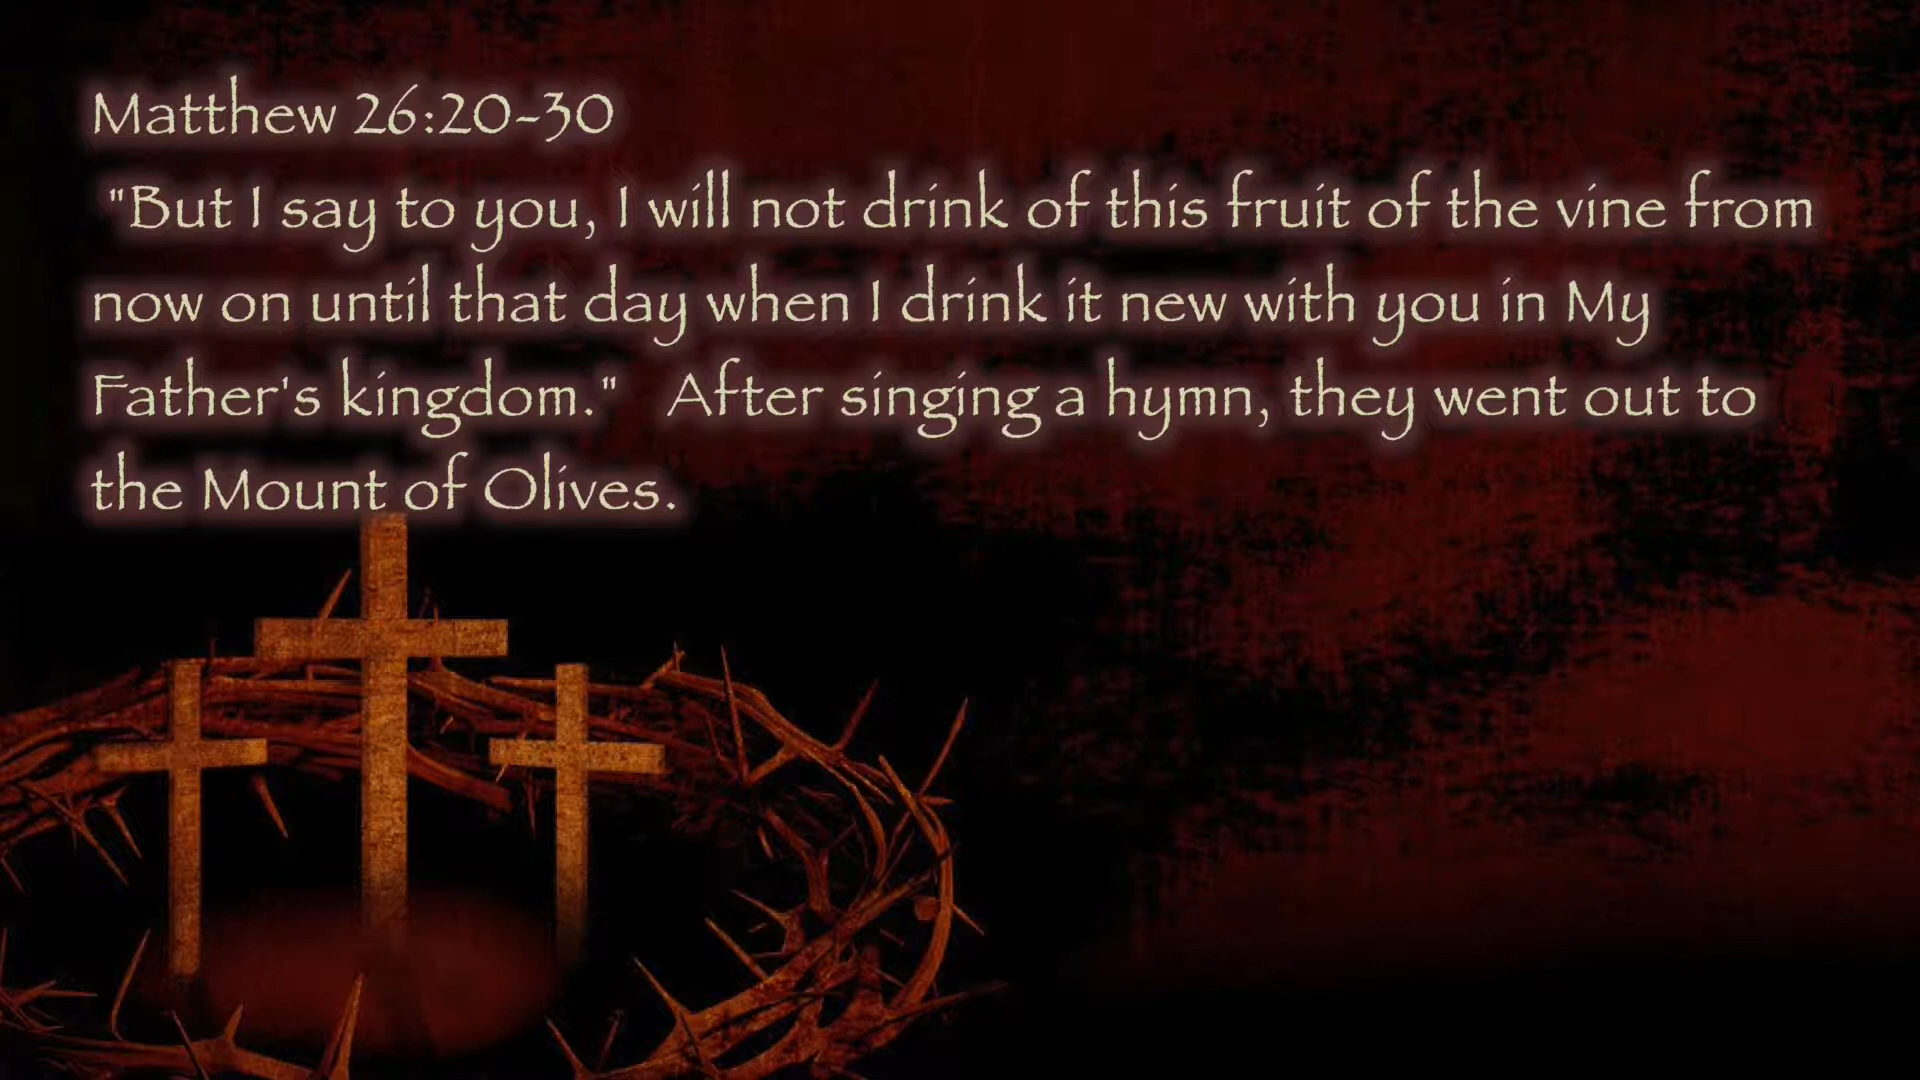 Matthew 26:20-30
"But I say to you, I will not drink of this fruit of the vine from
now on until that day when I drink it new with you in My
Father's kingdom." After singing a hymn, they went out to
the Mount of Olives.